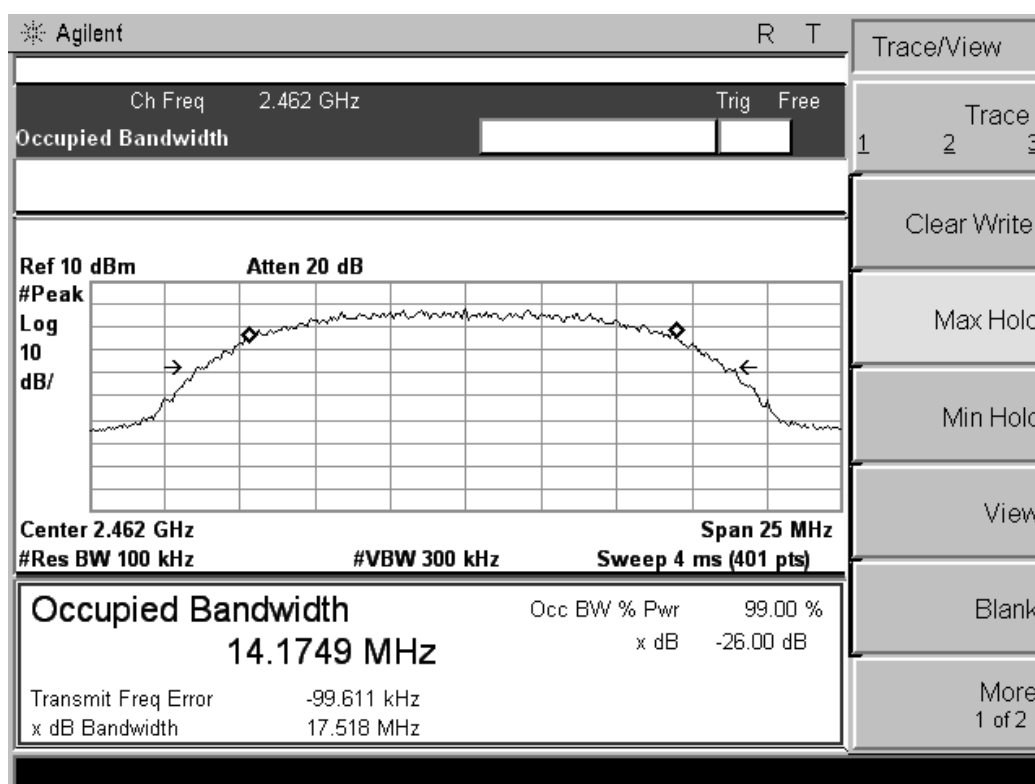 Agilent R T
Trace/View
Ch Freq 2.462 GHz Trig Free
Occupied Bandwidth
Trace
1 2 3
Clear Write
Ref 10 dBm Atten 20 dB
#Peak
Log
10
dB/
Max Hold
Min Hold
View
Center 2.462 GHz Span 25 MHz
#Res BW 100 kHz #VBW 300 kHz Sweep 4 ms (401 pts)
Occupied Bandwidth
14.1749 MHz
Occ BW % Pwr 99.00 %
x dB -26.00 dB
Transmit Freq Error -99.611 kHz
x dB Bandwidth 17.518 MHz
Blank
More
1 of 2